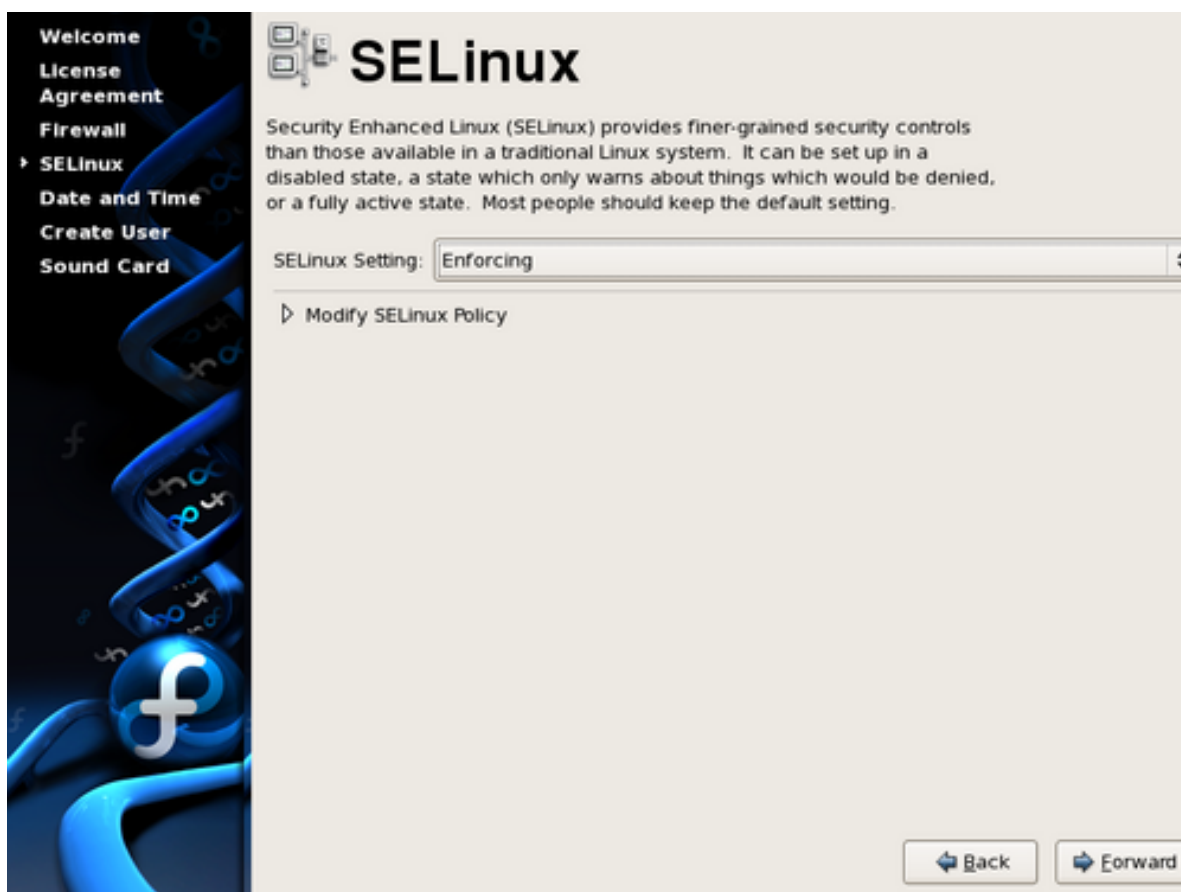 Welcome
License
Agreement
Firewall
SELinux
Date and Time
Create User
Sound Card
SELinux
Security Enhanced Linux (SELinux) provides finer-grained security controls
than those available in a traditional Linux system. It can be set up in a
disabled state, a state which only warns about things which would be denied,
or a fully active state. Most people should keep the default setting.
SELinux Setting: Enforcing
Modify SELinux Policy
Back
Forward